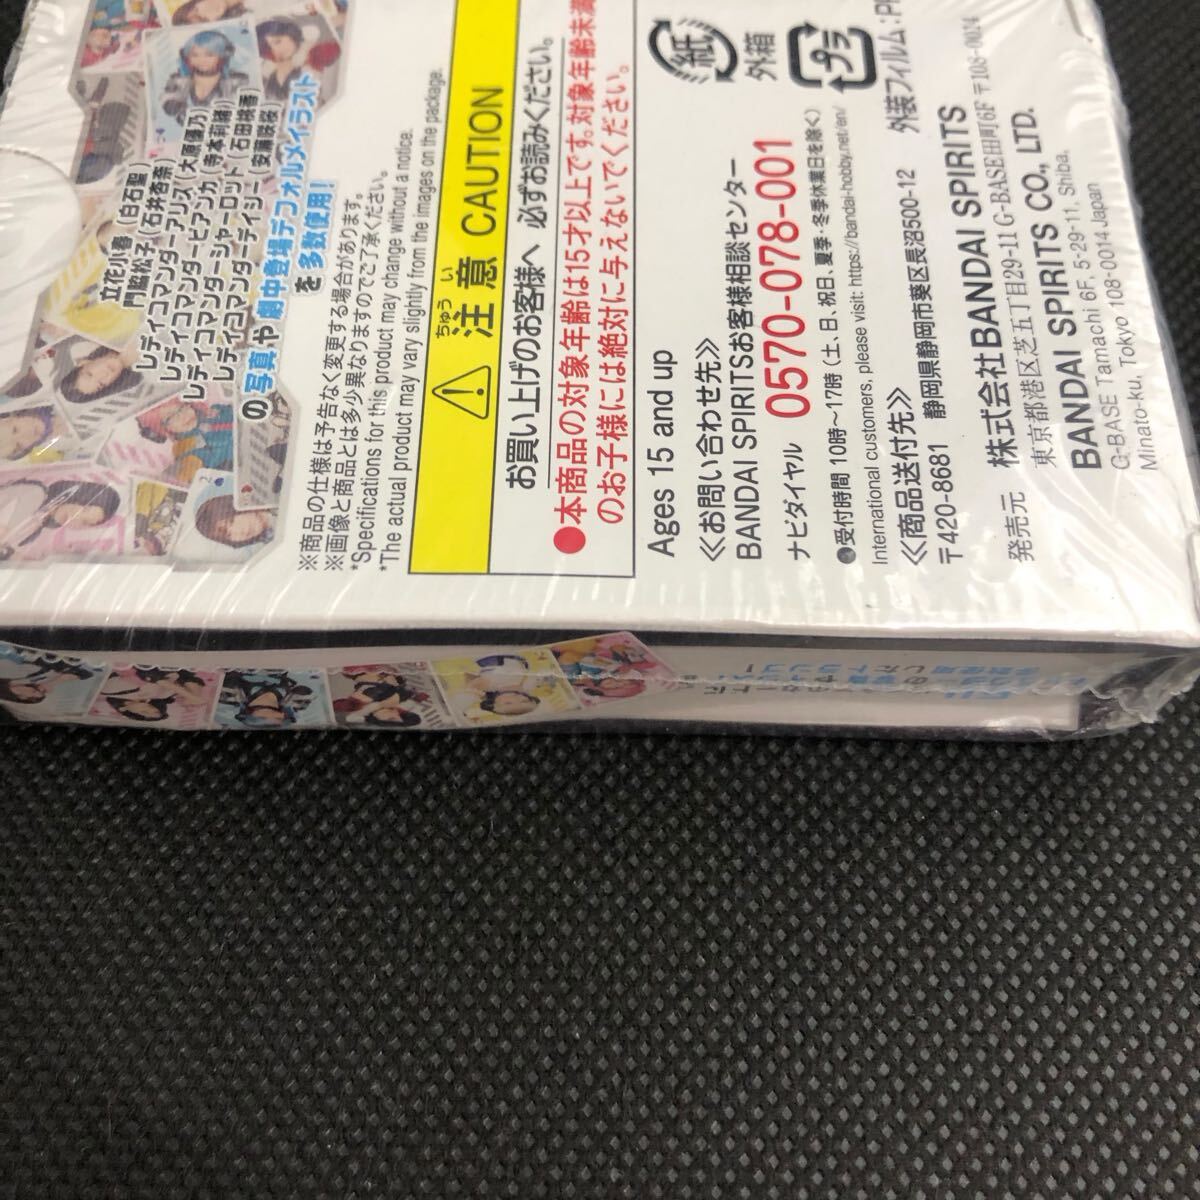 立花小春（白石聖）
門脇松子（石井杏奈）
レディコマンダーアリス（大原優乃）
レディコマンダービアンカ（寺本莉緒）
レディコマンダーシャーロット（石田桃香）
レディコマンダーデイジー（安藤咲桜）
の写真や劇中登場デフォルメイラスト
を多数使用！
※商品の仕様は予告なく変更する場合があります。
※画像と商品とは多少異なりますのでご了承ください。
*Specifications for this product may change without a notice.
*The actual product may vary slightly from the images on the package.
ちゅう い
注意 CAUTION
お買い上げのお客様へ 必ずお読みください。
●本商品の対象年齢は15才以上です。対象年齢未満
のお子様には絶対に与えないでください。
Ages 15 and up
≪お問い合わせ先≫
BANDAI SPIRITSお客様相談センター
ナビダイヤル 0570-078-001
●受付時間 10時～17時（土、日、祝日、夏季・冬季休業日を除く）
International customers, please visit: https://bandai-hobby.net/en/
≪商品送付先≫
〒420-8681 静岡県静岡市葵区長沼500-12
紙
外箱
プラ
外装フィルム：P
発売元 株式会社BANDAI SPIRITS
東京都港区芝五丁目29-11 G-BASE田町6F 〒108-0014
BANDAI SPIRITS CO., LTD.
G-BASE Tamachi 6F, 5-29-11, Shiba,
Minato-ku, Tokyo 108-0014 Japan